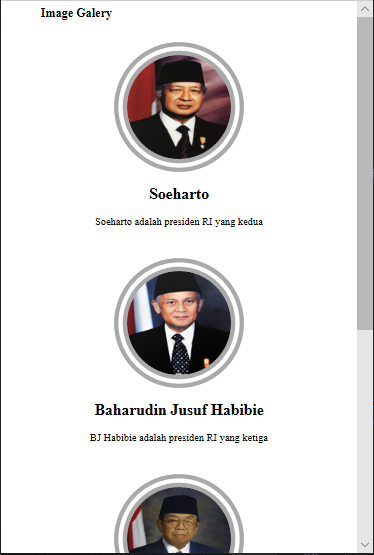 Image Galery
Soeharto
Soeharto adalah presiden RI yang kedua
Baharudin Jusuf Habibie
BJ Habibie adalah presiden RI yang ketiga